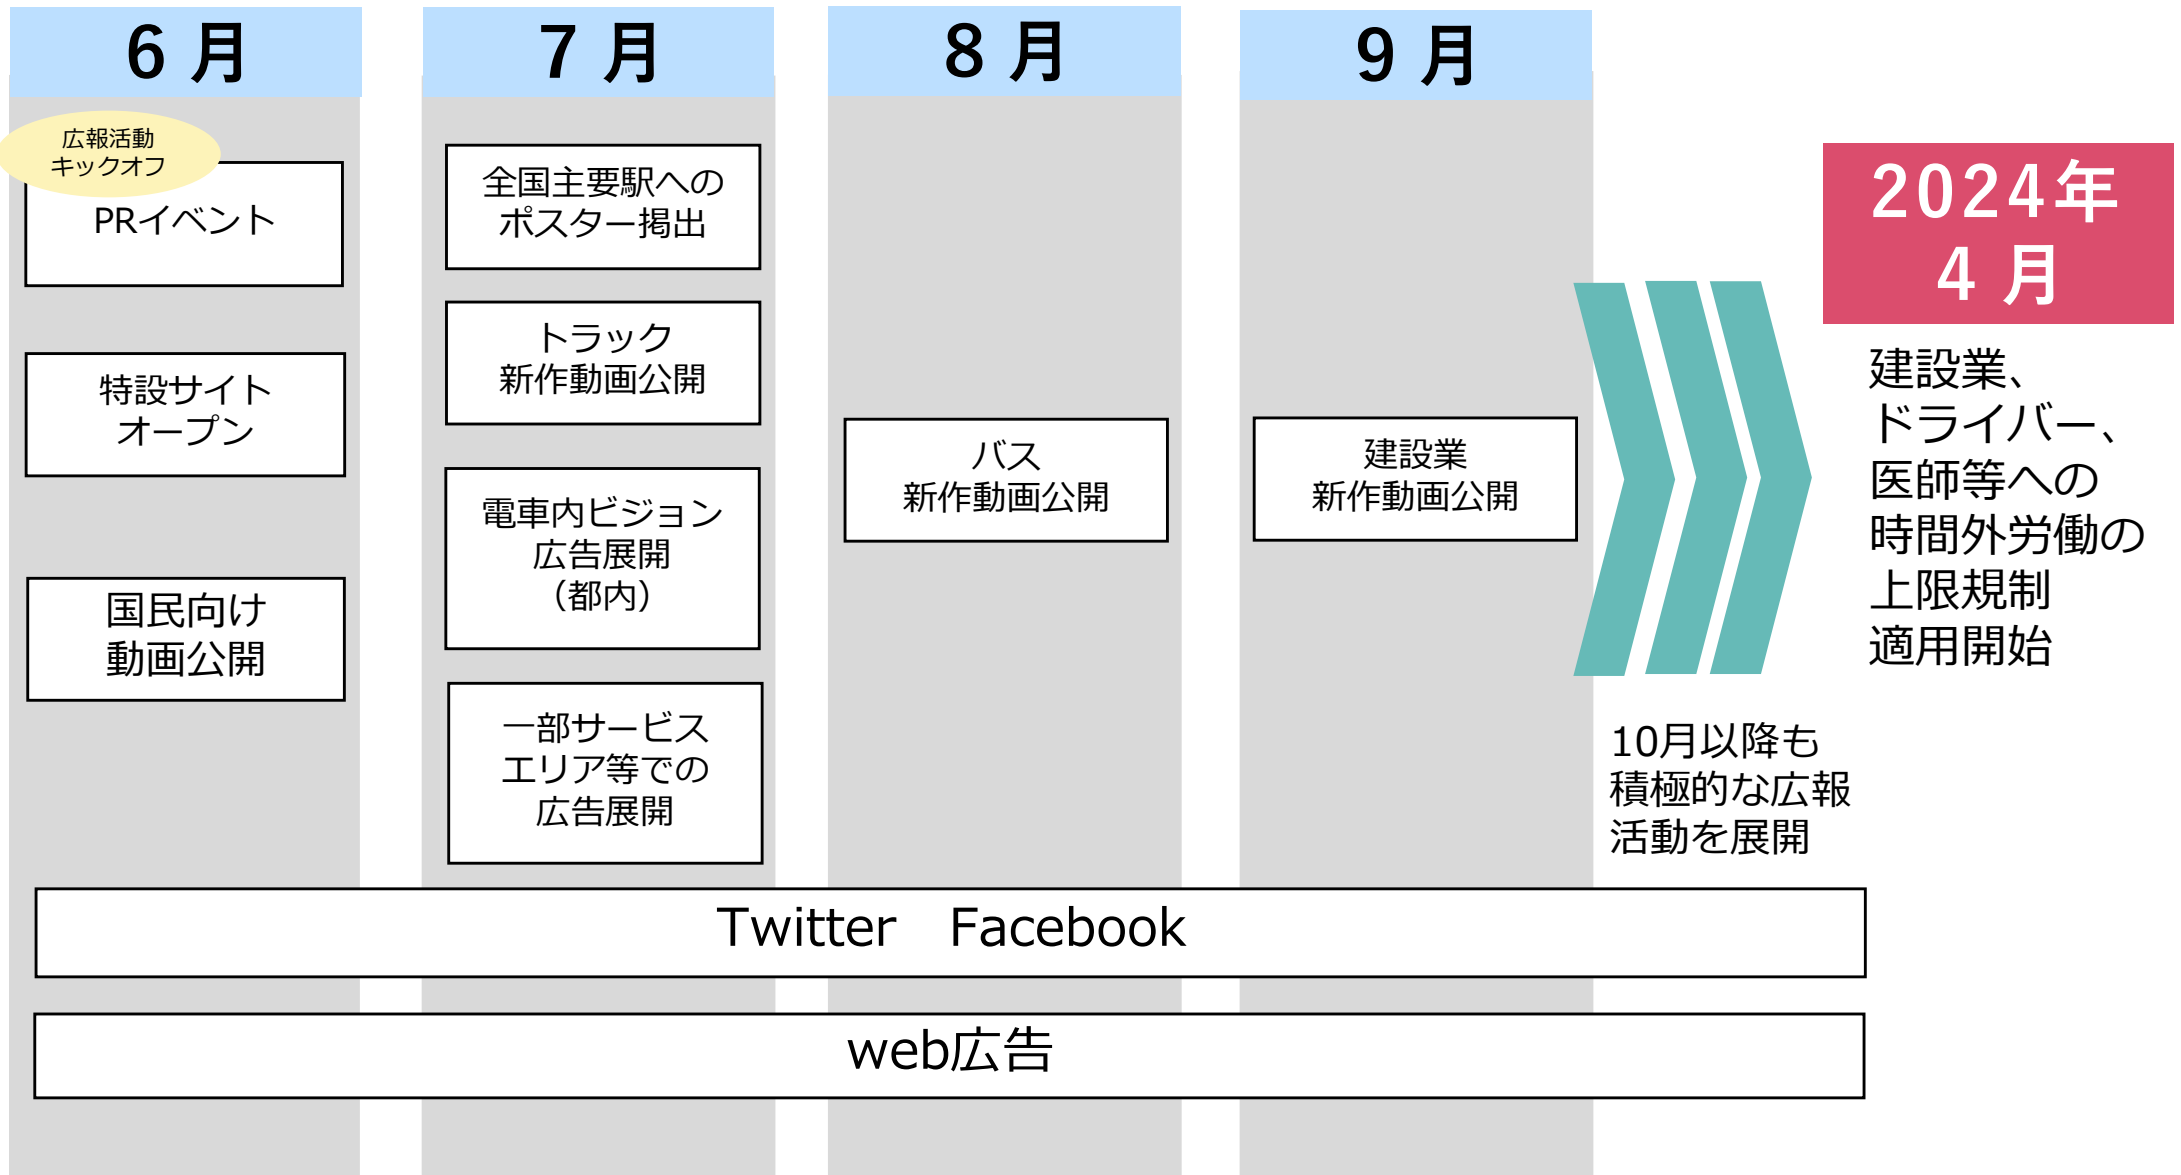 6月
広報活動
キックオフ
PRイベント
特設サイト
オープン
国民向け
動画公開
7月
全国主要駅への
ポスター掲出
トラック
新作動画公開
電車内ビジョン
広告展開
（都内）
一部サービス
エリア等での
広告展開
8月
バス
新作動画公開
9月
建設業
新作動画公開
10月以降も
積極的な広報
活動を展開
2024年
4月
建設業、
ドライバー、
医師等への
時間外労働の
上限規制
適用開始
Twitter　Facebook
web広告